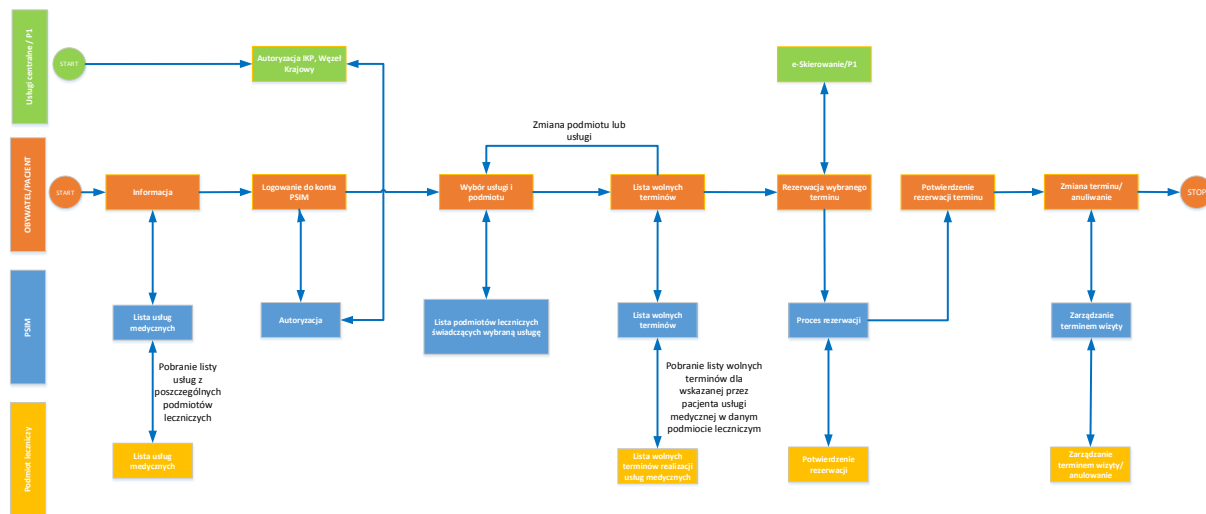 Usługi centralne / P1
START
Autoryzacja IKP, Węzeł
Krajowy
e-Skierowanie/P1
Zmiana podmiotu lub
usługi
OBYWATEL/PACJENT
START
Informacja
Logowanie do konta
PSIM
Wybór usługi i
podmiotu
Lista wolnych
terminów
Rezerwacja wybranego
terminu
Potwierdzenie
rezerwacji terminu
Zmiana terminu/
anuliwanie
STOP
PSIM
Lista usług
medycznych
Autoryzacja
Lista podmiotów leczniczych
świadczących wybraną usługę
Lista wolnych
terminów
Proces rezerwacji
Zarządzanie
terminem wizyty
Pobranie listy
usług z
poszczególnych
podmiotów
leczniczych
Pobranie listy wolnych
terminów dla
wskazanej przez
pacjenta usługi
medycznej w danym
podmiocie leczniczym
Podmiot leczniczy
Lista usług
medycznych
Lista wolnych
terminów realizacji
usług medycznych
Potwierdzenie
rezerwacji
Zarządzanie
terminem wizyty/
anulowanie